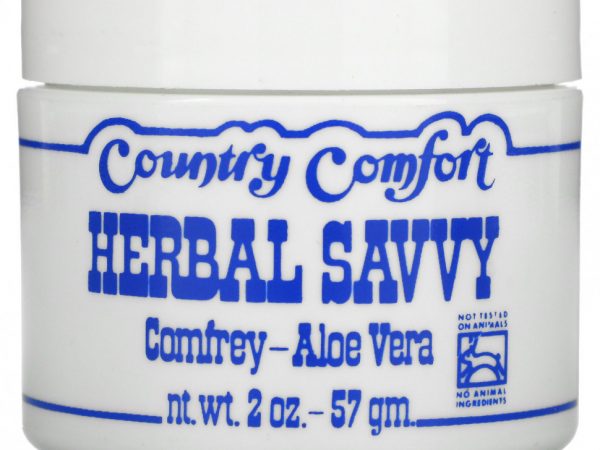 Country Comfort
HERBAL SAVVY
Comfrey - Aloe Vera
NOT TESTED
ON ANIMALS
NO ANIMAL
INGREDIENTS
nt. wt. 2 oz. - 57 gm.